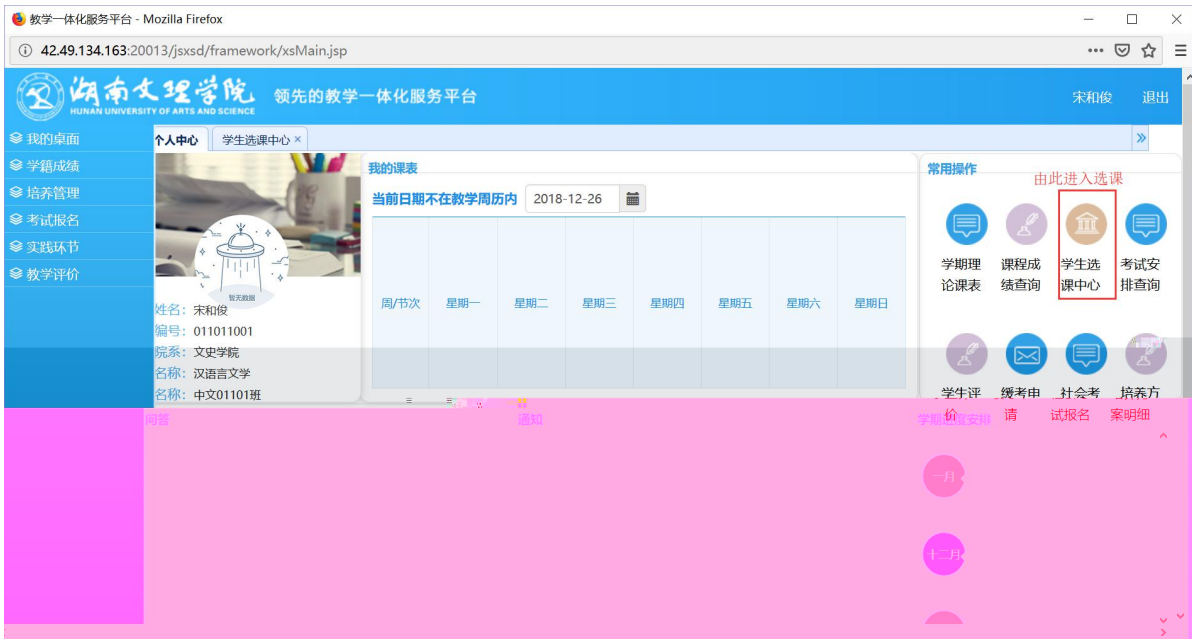 教学一体化服务平台 - Mozilla Firefox
42.49.134.163:20013/jsxsd/framework/xsMain.jsp
湖南文理学院 领先的教学一体化服务平台 宋和俊 退出
HUNAN UNIVERSITY OF ARTS AND SCIENCE
我的桌面
学籍成绩
培养管理
考试报名
实践环节
教学评价
个人中心 学生选课中心 ×
暂无数据
姓名：宋和俊
编号：011011001
院系：文史学院
名称：汉语言文学
名称：中文01101班
我的课表
当前日期不在教学周历内 2018-12-26
周/节次 星期一 星期二 星期三 星期四 星期五 星期六 星期日
常用操作
由此进入选课
学期理论课表
课程成绩查询
学生选课中心
考试安排查询
学生评价
缓考申请
社会考试报名
培养方案明细
问答
通知
学期进度安排
一月
十二月